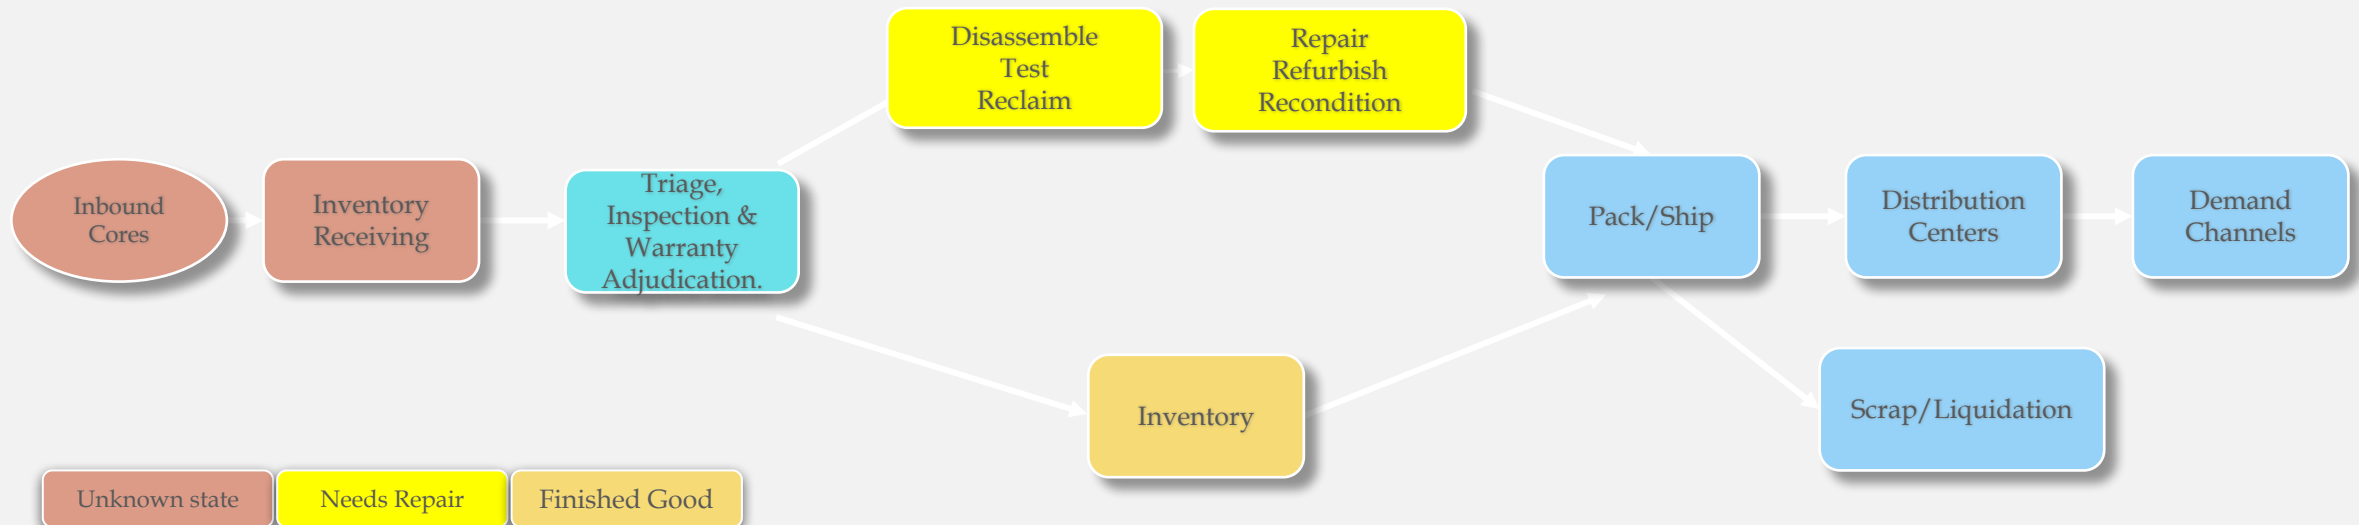 Inbound
Cores
Inventory
Receiving
Triage,
Inspection &
Warranty
Adjudication.
Disassemble
Test
Reclaim
Repair
Refurbish
Recondition
Inventory
Pack/Ship
Distribution
Centers
Demand
Channels
Scrap/Liquidation
Unknown state
Needs Repair
Finished Good